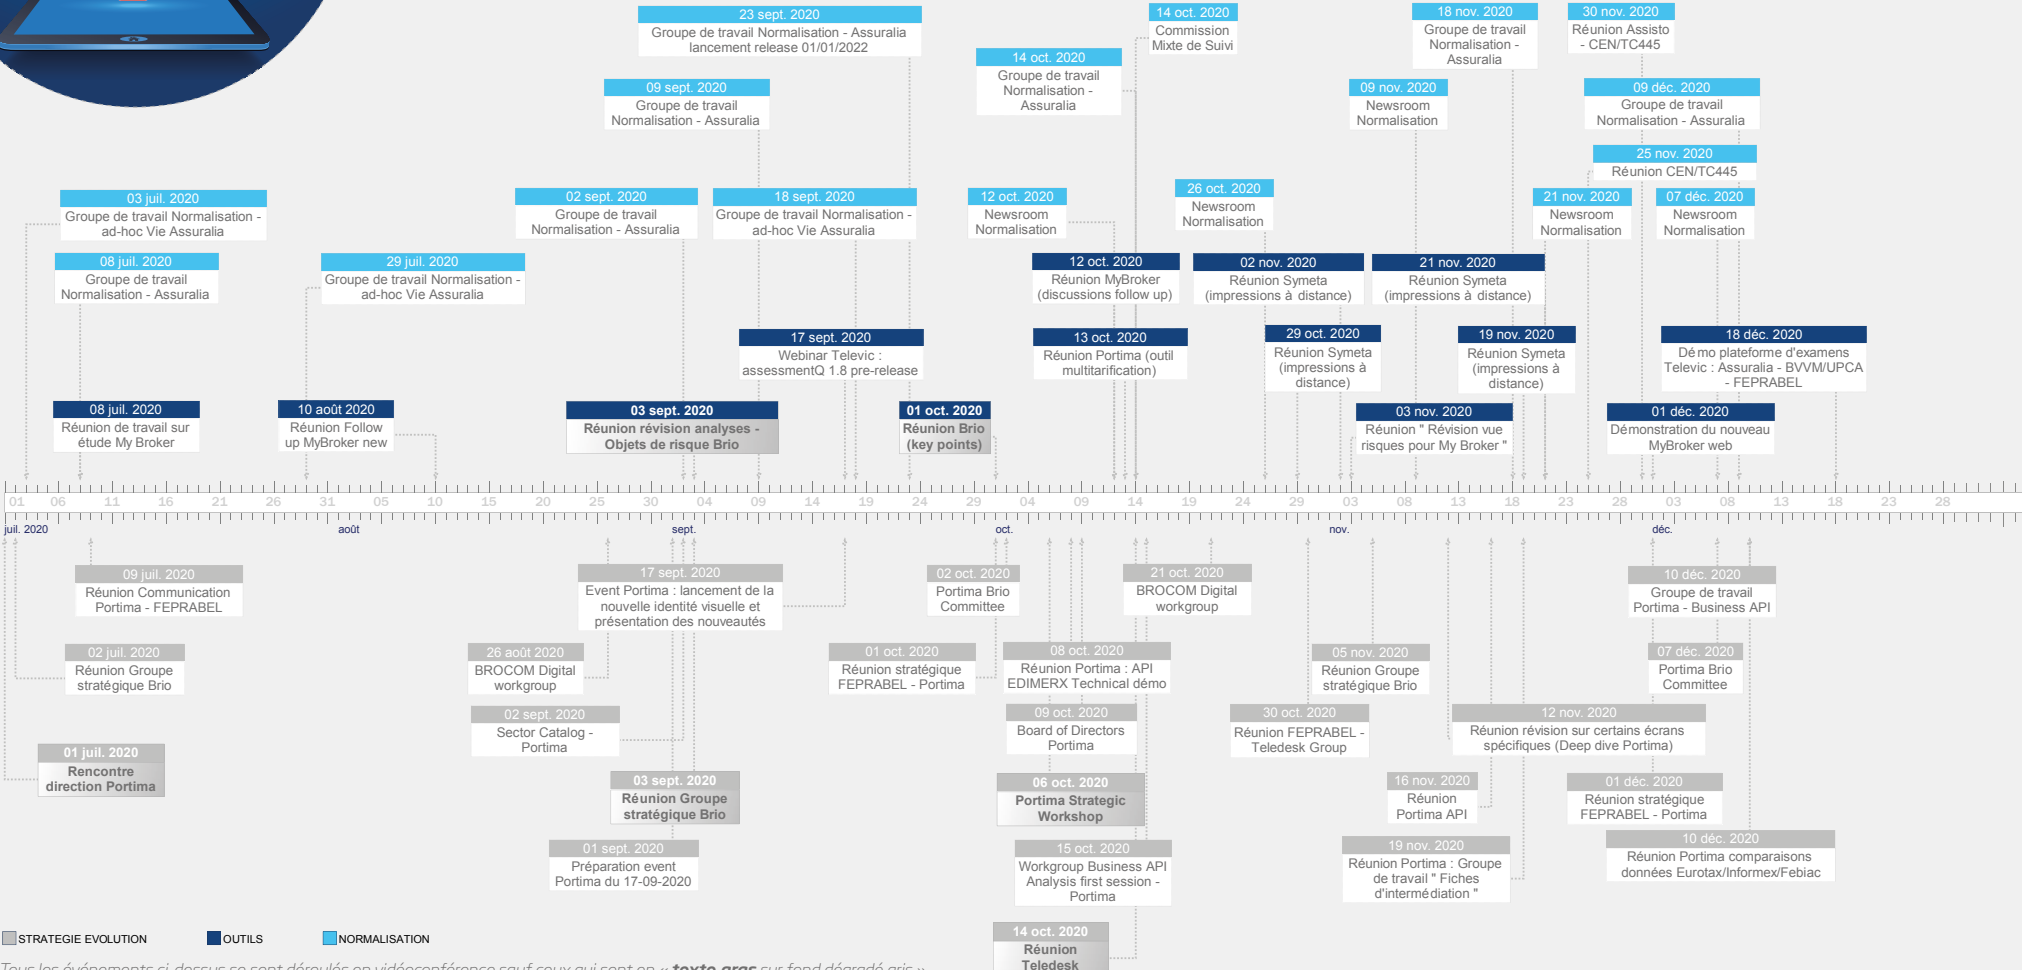 23 sept. 2020
Groupe de travail Normalisation - Assuralia
lancement release 01/01/2022
14 oct. 2020
Commission
Mixte de Suivi
18 nov. 2020
Groupe de travail
Normalisation -
Assuralia
30 nov. 2020
Réunion Assisto
- CEN/TC445
14 oct. 2020
Groupe de travail
Normalisation -
Assuralia
09 sept. 2020
Groupe de travail
Normalisation - Assuralia
09 nov. 2020
Newsroom
Normalisation
09 déc. 2020
Groupe de travail
Normalisation - Assuralia
25 nov. 2020
Réunion CEN/TC445
03 juil. 2020
Groupe de travail Normalisation -
ad-hoc Vie Assuralia
02 sept. 2020
Groupe de travail
Normalisation - Assuralia
18 sept. 2020
Groupe de travail Normalisation -
ad-hoc Vie Assuralia
12 oct. 2020
Newsroom
Normalisation
26 oct. 2020
Newsroom
Normalisation
21 nov. 2020
Newsroom
Normalisation
07 déc. 2020
Newsroom
Normalisation
08 juil. 2020
Groupe de travail
Normalisation - Assuralia
29 juil. 2020
Groupe de travail Normalisation -
ad-hoc Vie Assuralia
12 oct. 2020
Réunion MyBroker
(discussions follow up)
02 nov. 2020
Réunion Symeta
(impressions à distance)
21 nov. 2020
Réunion Symeta
(impressions à distance)
17 sept. 2020
Webinar Televic :
assessmentQ 1.8 pre-release
13 oct. 2020
Réunion Portima (outil
multitarification)
29 oct. 2020
Réunion Symeta
(impressions à
distance)
19 nov. 2020
Réunion Symeta
(impressions à
distance)
18 déc. 2020
Démo plateforme d'examens
Televic : Assuralia - BVVM/UPCA
- FEPRABEL
08 juil. 2020
Réunion de travail sur
étude My Broker
10 août 2020
Réunion Follow
up MyBroker new
03 sept. 2020
Réunion révision analyses -
Objets de risque Brio
01 oct. 2020
Réunion Brio
(key points)
03 nov. 2020
Réunion " Révision vue
risques pour My Broker "
01 déc. 2020
Démonstration du nouveau
MyBroker web
01 06 11 16 21 26 31 05 10 15 20 25 30 04 09 14 19 24 29 04 09 14 19 24 29 03 08 13 18 23 28 03 08 13 18 23 28
juil. 2020 août sept. oct. nov. déc.
09 juil. 2020
Réunion Communication
Portima - FEPRABEL
17 sept. 2020
Event Portima : lancement de la
nouvelle identité visuelle et
présentation des nouveautés
02 oct. 2020
Portima Brio
Committee
21 oct. 2020
BROCOM Digital
workgroup
10 déc. 2020
Groupe de travail
Portima - Business API
02 juil. 2020
Réunion Groupe
stratégique Brio
26 août 2020
BROCOM Digital
workgroup
01 oct. 2020
Réunion stratégique
FEPRABEL - Portima
08 oct. 2020
Réunion Portima : API
EDIMERX Technical démo
05 nov. 2020
Réunion Groupe
stratégique Brio
07 déc. 2020
Portima Brio
Committee
02 sept. 2020
Sector Catalog -
Portima
09 oct. 2020
Board of Directors
Portima
30 oct. 2020
Réunion FEPRABEL -
Teledesk Group
12 nov. 2020
Réunion révision sur certains écrans
spécifiques (Deep dive Portima)
01 juil. 2020
Rencontre
direction Portima
03 sept. 2020
Réunion Groupe
stratégique Brio
06 oct. 2020
Portima Strategic
Workshop
16 nov. 2020
Réunion
Portima API
01 déc. 2020
Réunion stratégique
FEPRABEL - Portima
01 sept. 2020
Préparation event
Portima du 17-09-2020
15 oct. 2020
Workgroup Business API
Analysis first session -
Portima
19 nov. 2020
Réunion Portima : Groupe
de travail " Fiches
d'intermédiation "
10 déc. 2020
Réunion Portima comparaisons
données Eurotax/Informex/Febiac
14 oct. 2020
Réunion
Teledesk
STRATEGIE EVOLUTION
OUTILS
NORMALISATION
Tous les événements ci-dessus se sont déroulés en vidéoconférence sauf ceux qui sont en « texte gras sur fond dégradé gris »